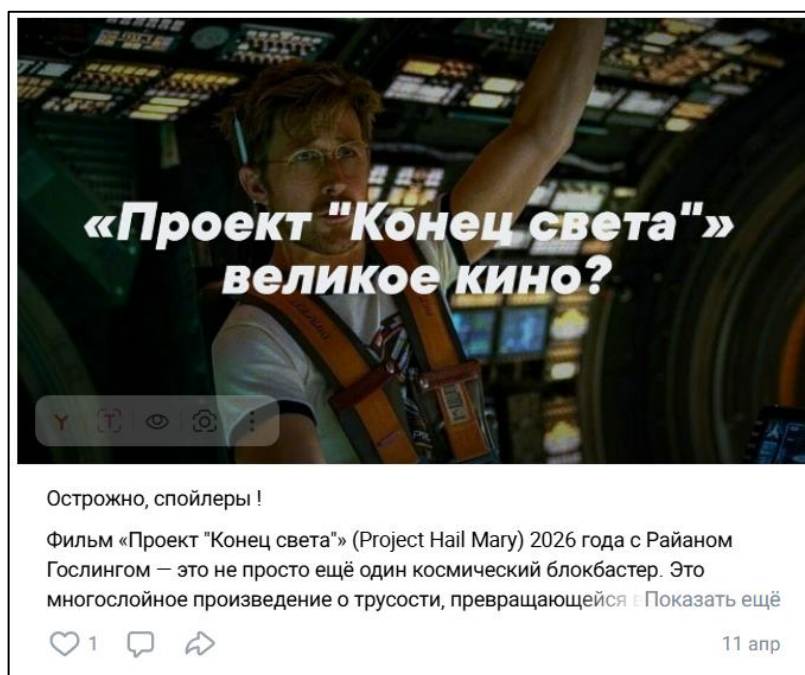 «Проект "Конец света"»
великое кино?
Острожно, спойлеры !
Фильм «Проект "Конец света"» (Project Hail Mary) 2026 года с Райаном
Гослингом — это не просто ещё один космический блокбастер. Это
многослойное произведение о трусости, превращающейся Показать ещё
1
11 апр